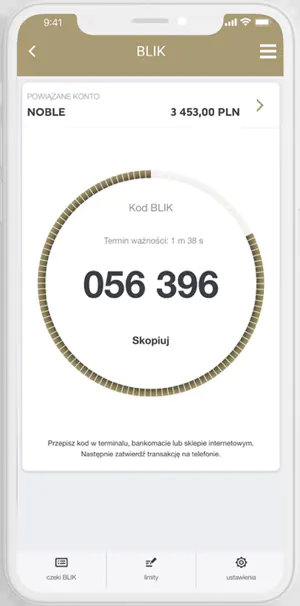 9:41
BLIK
POWIĄZANE KONTO
NOBLE 3 453,00 PLN
Kod BLIK
Termin ważności: 1 m 38 s
056 396
Skopiuj
Przepisz kod w terminalu, bankomacie lub sklepie internetowym.
Następnie zatwierdź transakcję na telefonie.
czeki BLIK limity ustawienia